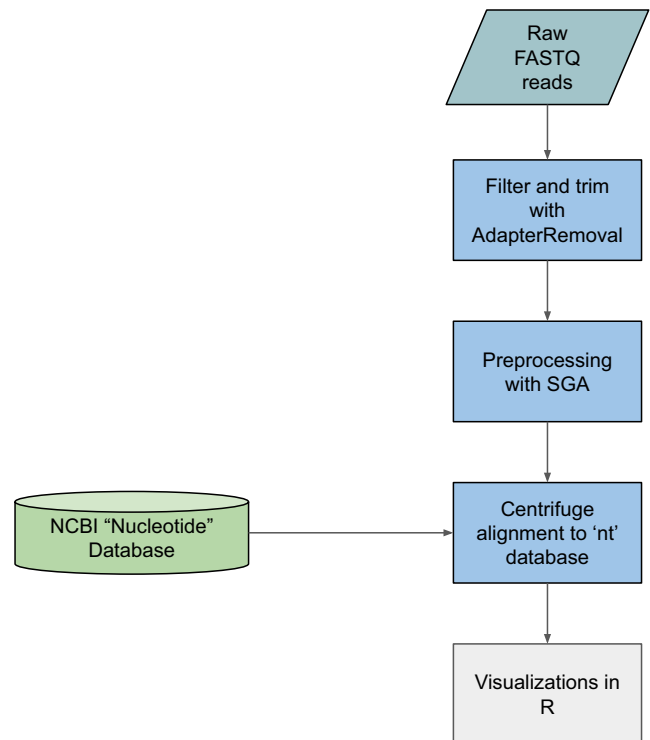 Raw
FASTQ
reads
Filter and trim
with
AdapterRemoval
Preprocessing
with SGA
NCBI “Nucleotide”
Database
Centrifuge
alignment to ‘nt’
database
Visualizations in
R